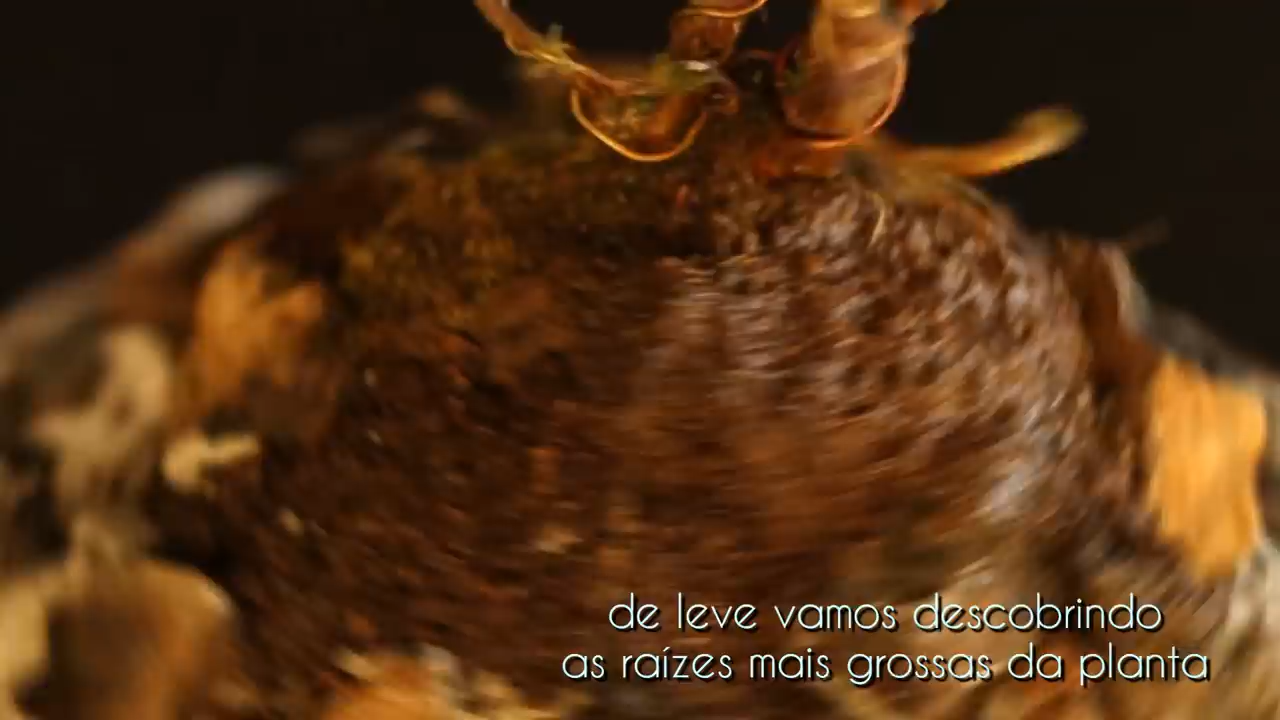 de leve vamos descobrindo
as raízes mais grossas da planta